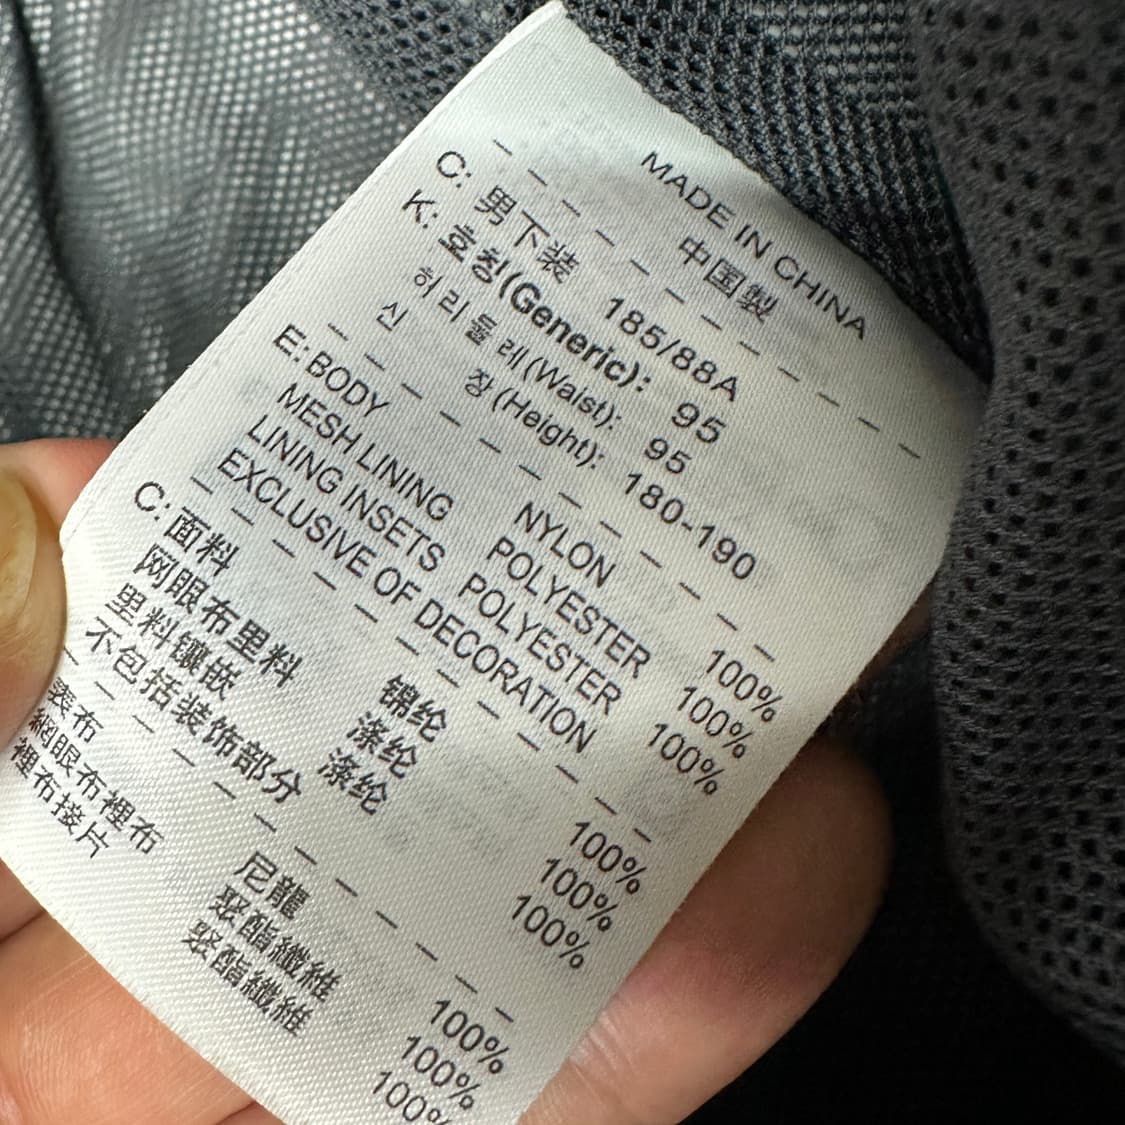 MADE IN CHINA
中国製
C: 男下装 185/88A
K: 호칭(Generic): 95
허리둘레(Waist): 95
신 장(Height): 180-190
E: BODY NYLON 100%
MESH LINING POLYESTER 100%
LINING INSETS POLYESTER 100%
EXCLUSIVE OF DECORATION
C: 面料 锦纶 100%
网眼布里料 涤纶 100%
里料镶嵌 涤纶 100%
不包括装饰部分
表布 尼龍 100%
網眼布裡布 聚酯纖維 100%
裡布接片 聚酯纖維 100%